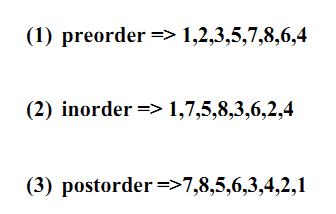 (1) preorder => 1,2,3,5,7,8,6,4
(2) inorder => 1,7,5,8,3,6,2,4
(3) postorder =>7,8,5,6,3,4,2,1